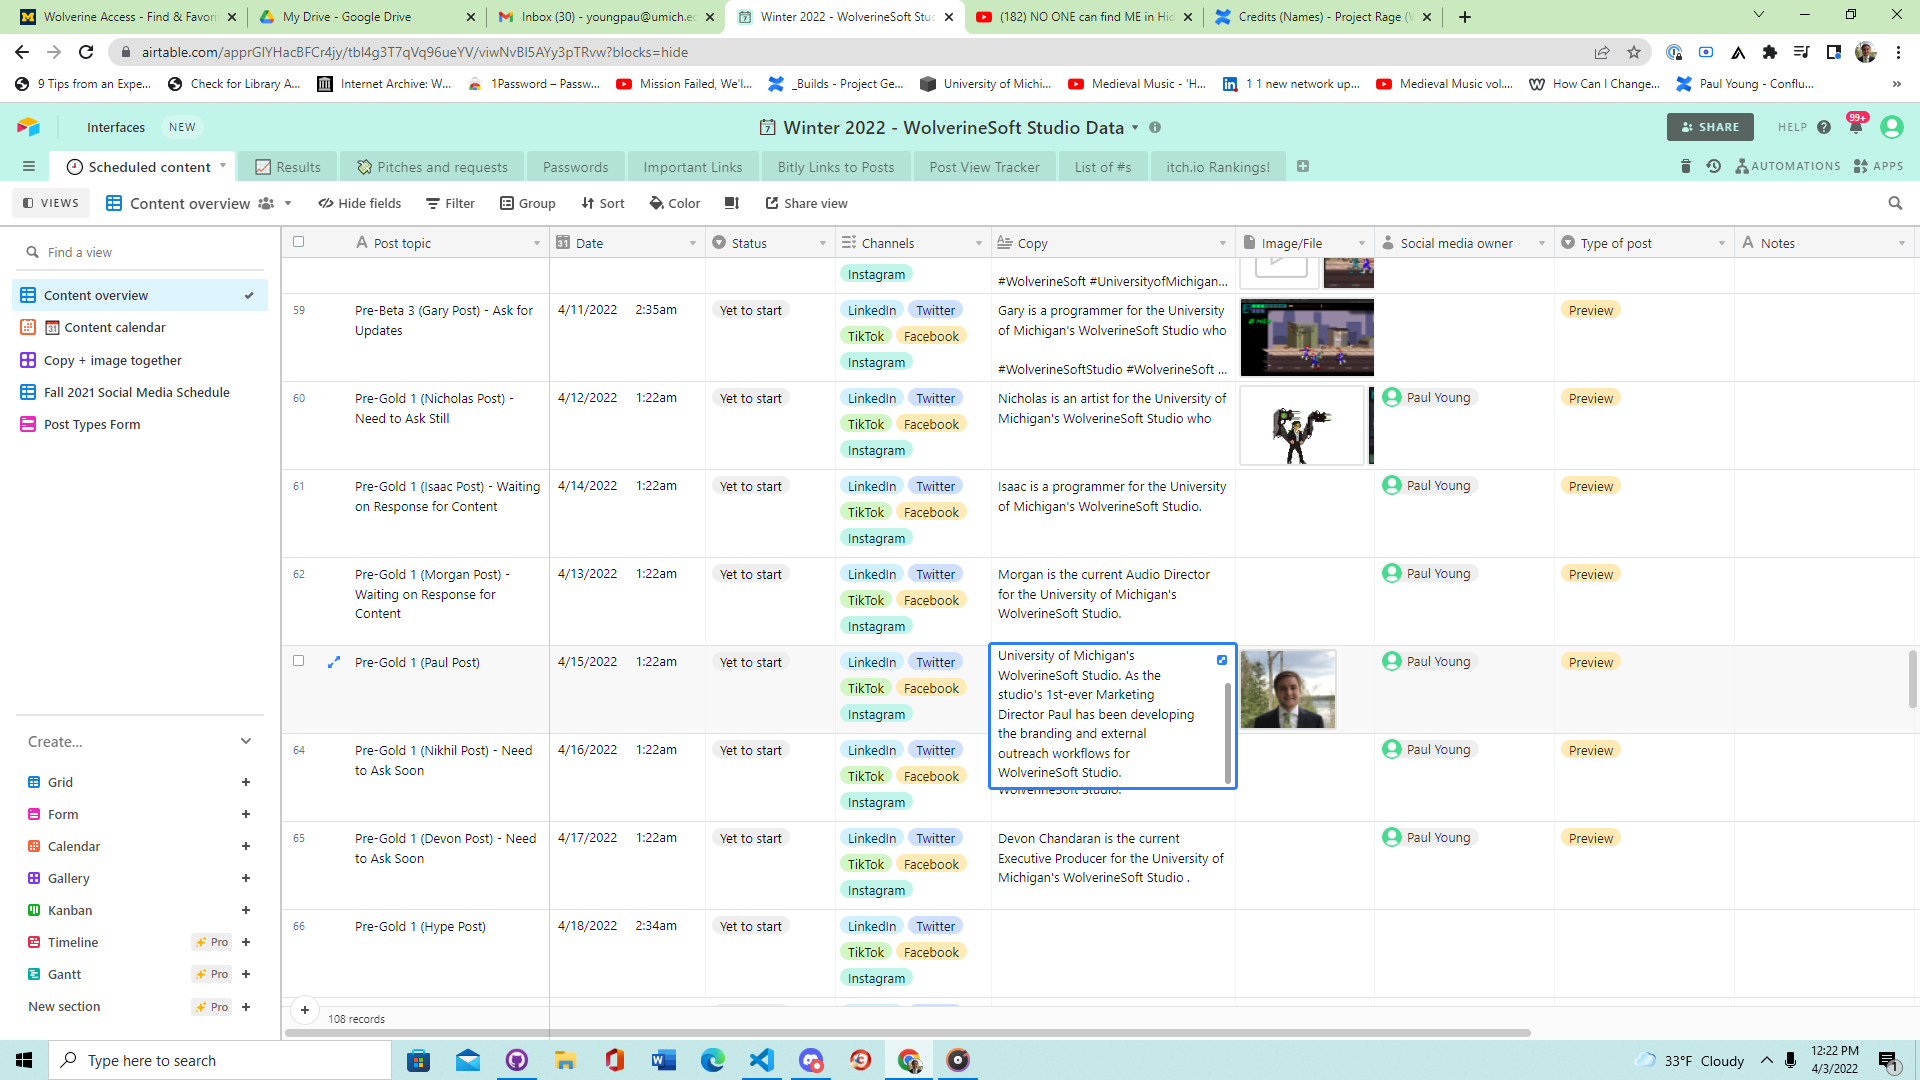 Wolverine Access - Find & Favori
My Drive - Google Drive
Inbox (30) - youngpau@umich.ed
Winter 2022 - WolverineSoft Stud
(182) NO ONE can find ME in Hid
Credits (Names) - Project Rage (W
airtable.com/apprGIYHacBFCr4jy/tbl4g3T7qVq96ueYV/viwNvBl5AYy3pTRvw?blocks=hide
9 Tips from an Expe...
Check for Library A...
Internet Archive: W...
1Password – Passw...
Mission Failed, We'l...
_Builds - Project Ge...
University of Michi...
Medieval Music - 'H...
1 1 new network up...
Medieval Music vol....
How Can I Change...
Paul Young - Conflu...
Interfaces NEW
Winter 2022 - WolverineSoft Studio Data
SHARE
HELP
99+
Scheduled content
Results
Pitches and requests
Passwords
Important Links
Bitly Links to Posts
Post View Tracker
List of #s
itch.io Rankings!
AUTOMATIONS
APPS
VIEWS
Content overview
Hide fields
Filter
Group
Sort
Color
Share view
Find a view
Content overview
Content calendar
Copy + image together
Fall 2021 Social Media Schedule
Post Types Form
Create...
Grid
Form
Calendar
Gallery
Kanban
Timeline Pro
Gantt Pro
New section Pro
Post topic
Date
Status
Channels
Copy
Image/File
Social media owner
Type of post
Notes
Instagram
#WolverineSoft #UniversityofMichigan...
59
Pre-Beta 3 (Gary Post) - Ask for
Updates
4/11/2022 2:35am
Yet to start
LinkedIn Twitter
TikTok Facebook
Instagram
Gary is a programmer for the University
of Michigan's WolverineSoft Studio who
#WolverineSoftStudio #WolverineSoft ...
Preview
60
Pre-Gold 1 (Nicholas Post) -
Need to Ask Still
4/12/2022 1:22am
Yet to start
LinkedIn Twitter
TikTok Facebook
Instagram
Nicholas is an artist for the University of
Michigan's WolverineSoft Studio who
Paul Young
Preview
61
Pre-Gold 1 (Isaac Post) - Waiting
on Response for Content
4/14/2022 1:22am
Yet to start
LinkedIn Twitter
TikTok Facebook
Instagram
Isaac is a programmer for the University
of Michigan's WolverineSoft Studio.
Paul Young
Preview
62
Pre-Gold 1 (Morgan Post) -
Waiting on Response for
Content
4/13/2022 1:22am
Yet to start
LinkedIn Twitter
TikTok Facebook
Instagram
Morgan is the current Audio Director
for the University of Michigan's
WolverineSoft Studio.
Paul Young
Preview
Pre-Gold 1 (Paul Post)
4/15/2022 1:22am
Yet to start
LinkedIn Twitter
TikTok Facebook
Instagram
University of Michigan's
WolverineSoft Studio. As the
studio's 1st-ever Marketing
Director Paul has been developing
the branding and external
outreach workflows for
WolverineSoft Studio.
Paul Young
Preview
64
Pre-Gold 1 (Nikhil Post) - Need
to Ask Soon
4/16/2022 1:22am
Yet to start
LinkedIn Twitter
TikTok Facebook
Instagram
WolverineSoft Studio.
Paul Young
Preview
65
Pre-Gold 1 (Devon Post) - Need
to Ask Soon
4/17/2022 1:22am
Yet to start
LinkedIn Twitter
TikTok Facebook
Instagram
Devon Chandaran is the current
Executive Producer for the University of
Michigan's WolverineSoft Studio .
Paul Young
Preview
66
Pre-Gold 1 (Hype Post)
4/18/2022 2:34am
Yet to start
LinkedIn Twitter
TikTok Facebook
Instagram
108 records
Type here to search
33°F Cloudy
12:22 PM
4/3/2022
1